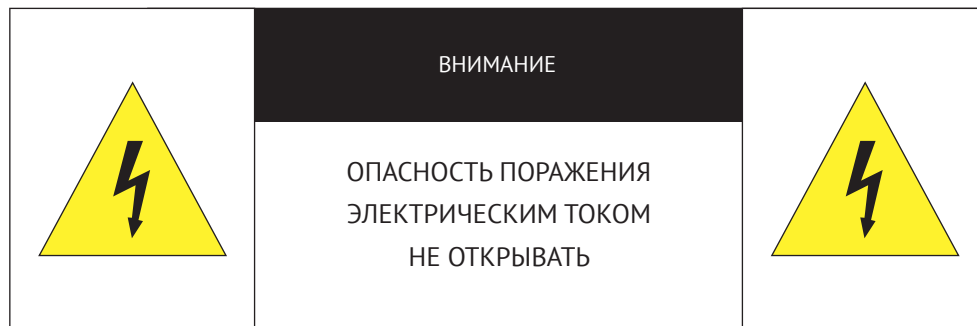 ВНИМАНИЕ
ОПАСНОСТЬ ПОРАЖЕНИЯ
ЭЛЕКТРИЧЕСКИМ ТОКОМ
НЕ ОТКРЫВАТЬ